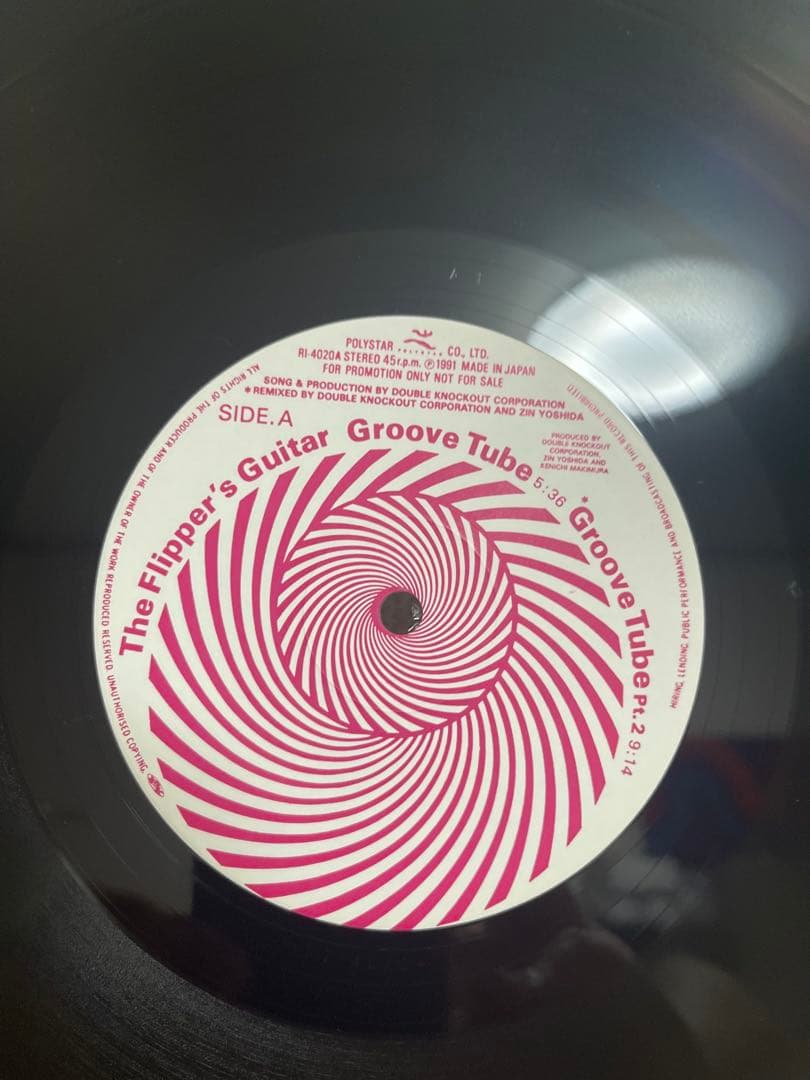 POLYSTAR POLYSTAR CO., LTD.
RI-4020A STEREO 45r.p.m. Ⓟ1991 MADE IN JAPAN
FOR PROMOTION ONLY NOT FOR SALE
SONG & PRODUCTION BY DOUBLE KNOCKOUT CORPORATION
*REMIXED BY DOUBLE KNOCKOUT CORPORATION AND ZIN YOSHIDA
SIDE.A
PRODUCED BY
DOUBLE KNOCKOUT
CORPORATION,
ZIN YOSHIDA AND
KENICHI MAKIMURA
The Flipper's Guitar Groove Tube 5:36 *Groove Tube Pt.2 9:14
ALL RIGHTS OF THE PRODUCER AND OF THE OWNER OF THE WORK REPRODUCED RESERVED. UNAUTHORISED COPYING,
HIRING, LENDING, PUBLIC PERFORMANCE AND BROADCASTING OF THIS RECORD PROHIBITED